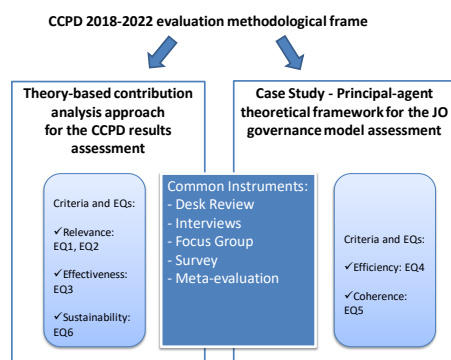 CCPD 2018-2022 evaluation methodological frame
Theory-based contribution
analysis approach
for the CCPD results
assessment
Case Study - Principal-agent
theoretical framework for the JO
governance model assessment
Criteria and EQs:
✓Relevance:
EQ1, EQ2
✓Effectiveness:
EQ3
✓Sustainability:
EQ6
Common Instruments:
- Desk Review
- Interviews
- Focus Group
- Survey
- Meta-evaluation
Criteria and EQs:
✓Efficiency: EQ4
✓Coherence:
EQ5